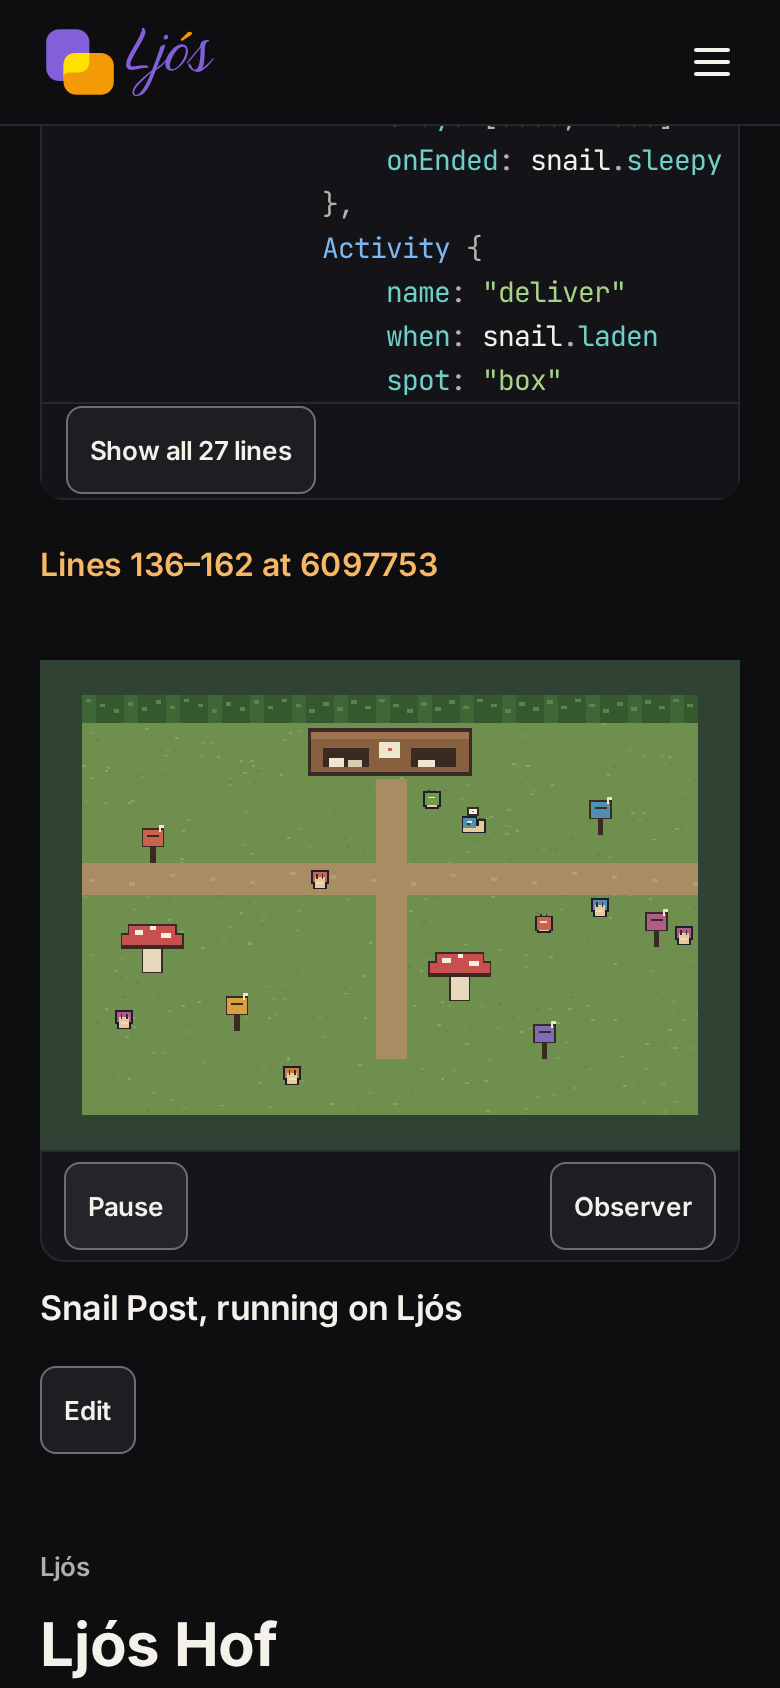 Ljós
onEnded: snail.sleepy
},
Activity {
name: "deliver"
when: snail.laden
spot: "box"
Show all 27 lines
Lines 136–162 at 6097753
Pause
Observer
Snail Post, running on Ljós
Edit
Ljós
Ljós Hof